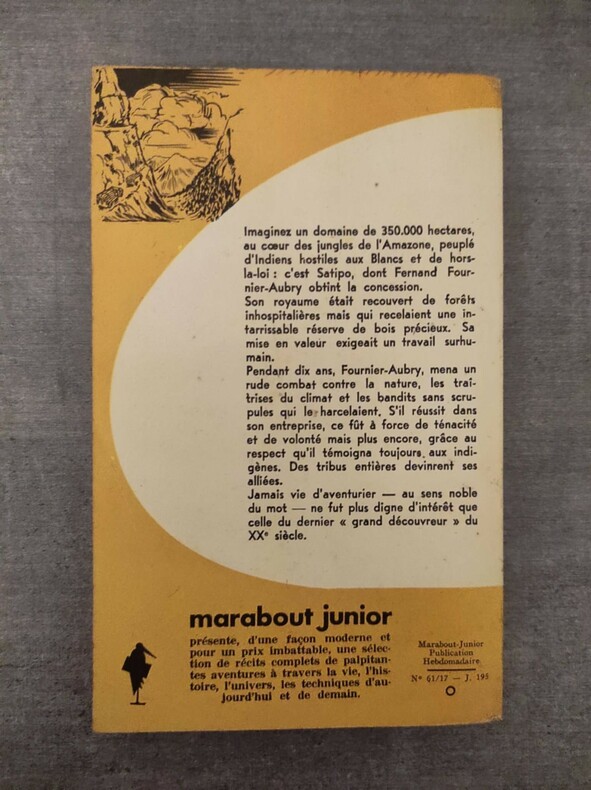 Imaginez un domaine de 350.000 hectares,
au cœur des jungles de l'Amazone, peuplé
d'Indiens hostiles aux Blancs et de hors-
la-loi : c'est Satipo, dont Fernand Four-
nier-Aubry obtint la concession.
Son royaume était recouvert de forêts
inhospitalières mais qui recelaient une in-
tarrissable réserve de bois précieux. Sa
mise en valeur exigeait un travail surhu-
main.
Pendant dix ans, Fournier-Aubry, mena un
rude combat contre la nature, les traî-
trises du climat et les bandits sans scru-
pules qui le harcelaient. S'il réussit dans
son entreprise, ce fût à force de ténacité
et de volonté mais plus encore, grâce au
respect qu'il témoigna toujours aux indi-
gènes. Des tribus entières devinrent ses
alliées.
Jamais vie d'aventurier — au sens noble
du mot — ne fut plus digne d'intérêt que
celle du dernier « grand découvreur » du
XXe siècle.
marabout junior
présente, d'une façon moderne et
pour un prix imbattable, une sélec-
tion de récits complets de palpitan-
tes aventures à travers la vie, l'his-
toire, l'univers, les techniques d'au-
jourd'hui et de demain.
Marabout-Junior
Publication
Hebdomadaire
N° 61/17 — J. 195